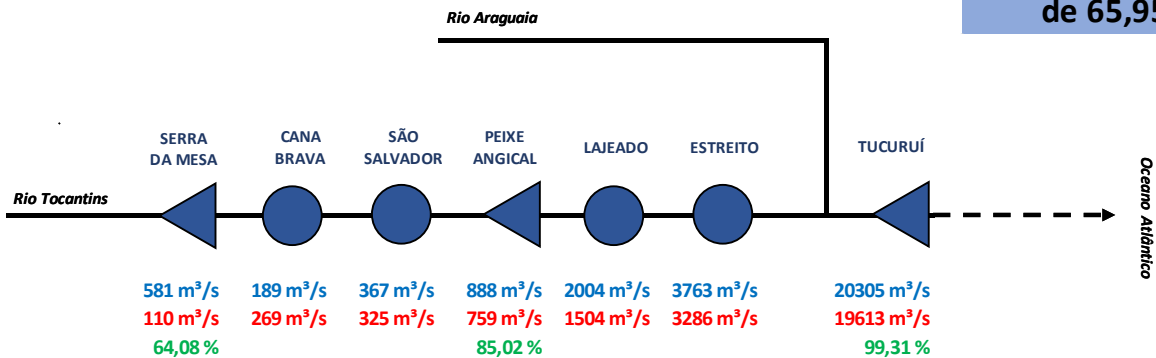 de 65,95
Rio Araguaia
SERRA
DA MESA
CANA
BRAVA
SÃO
SALVADOR
PEIXE
ANGICAL
LAJEADO
ESTREITO
TUCURUÍ
Rio Tocantins
Oceano Atlântico
581 m³/s 189 m³/s 367 m³/s 888 m³/s 2004 m³/s 3763 m³/s 20305 m³/s
110 m³/s 269 m³/s 325 m³/s 759 m³/s 1504 m³/s 3286 m³/s 19613 m³/s
64,08 % 85,02 % 99,31 %